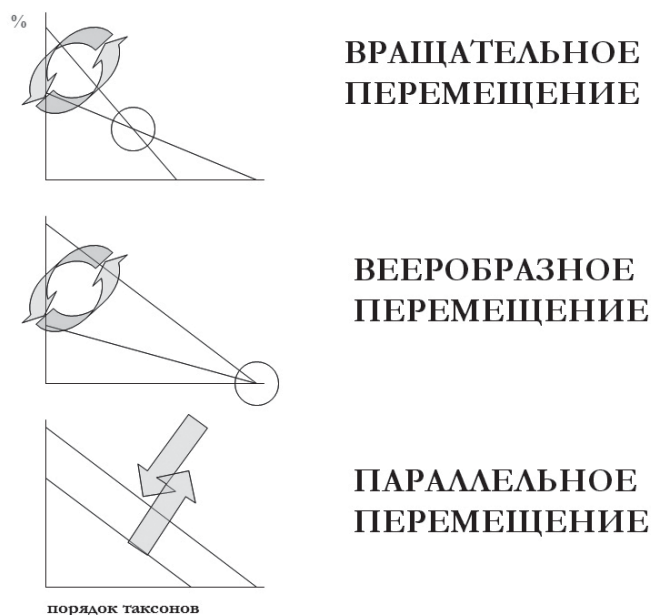 %
ВРАЩАТЕЛЬНОЕ
ПЕРЕМЕЩЕНИЕ
ВЕЕРОБРАЗНОЕ
ПЕРЕМЕЩЕНИЕ
ПАРАЛЛЕЛЬНОЕ
ПЕРЕМЕЩЕНИЕ
порядок таксонов